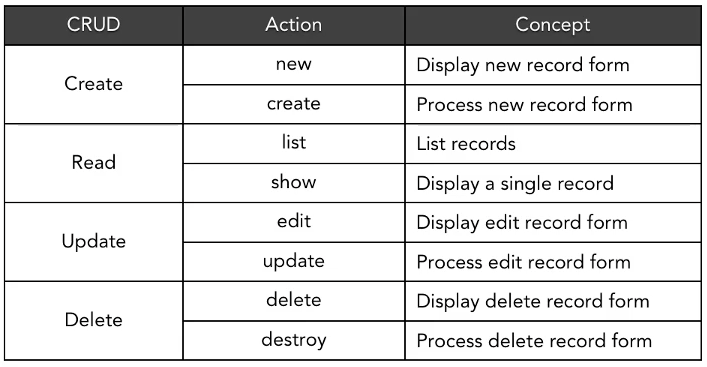 CRUD Action Concept
Create
new Display new record form
create Process new record form
Read
list List records
show Display a single record
Update
edit Display edit record form
update Process edit record form
Delete
delete Display delete record form
destroy Process delete record form